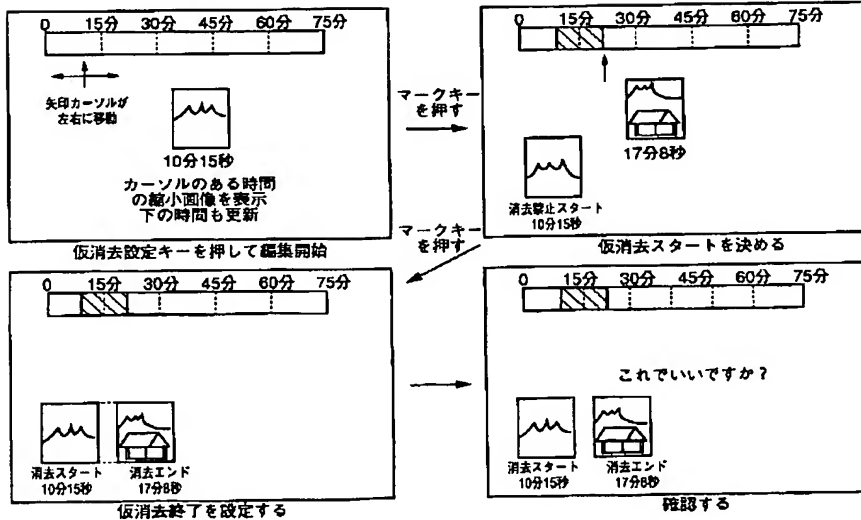 0 15分 30分 45分 60分 75分
矢印カーソルが
左右に移動
10分15秒
カーソルのある時間
の縮小画像を表示
下の時間も更新
仮消去設定キーを押して編集開始
マークキー
を押す
0 15分 30分 45分 60分 75分
17分8秒
消去禁止スタート
10分15秒
仮消去スタートを決める
マークキー
を押す
0 15分 30分 45分 60分 75分
消去スタート
10分15秒
消去エンド
17分8秒
仮消去終了を設定する
0 15分 30分 45分 60分 75分
これでいいですか？
消去スタート
10分15秒
消去エンド
17分8秒
確認する